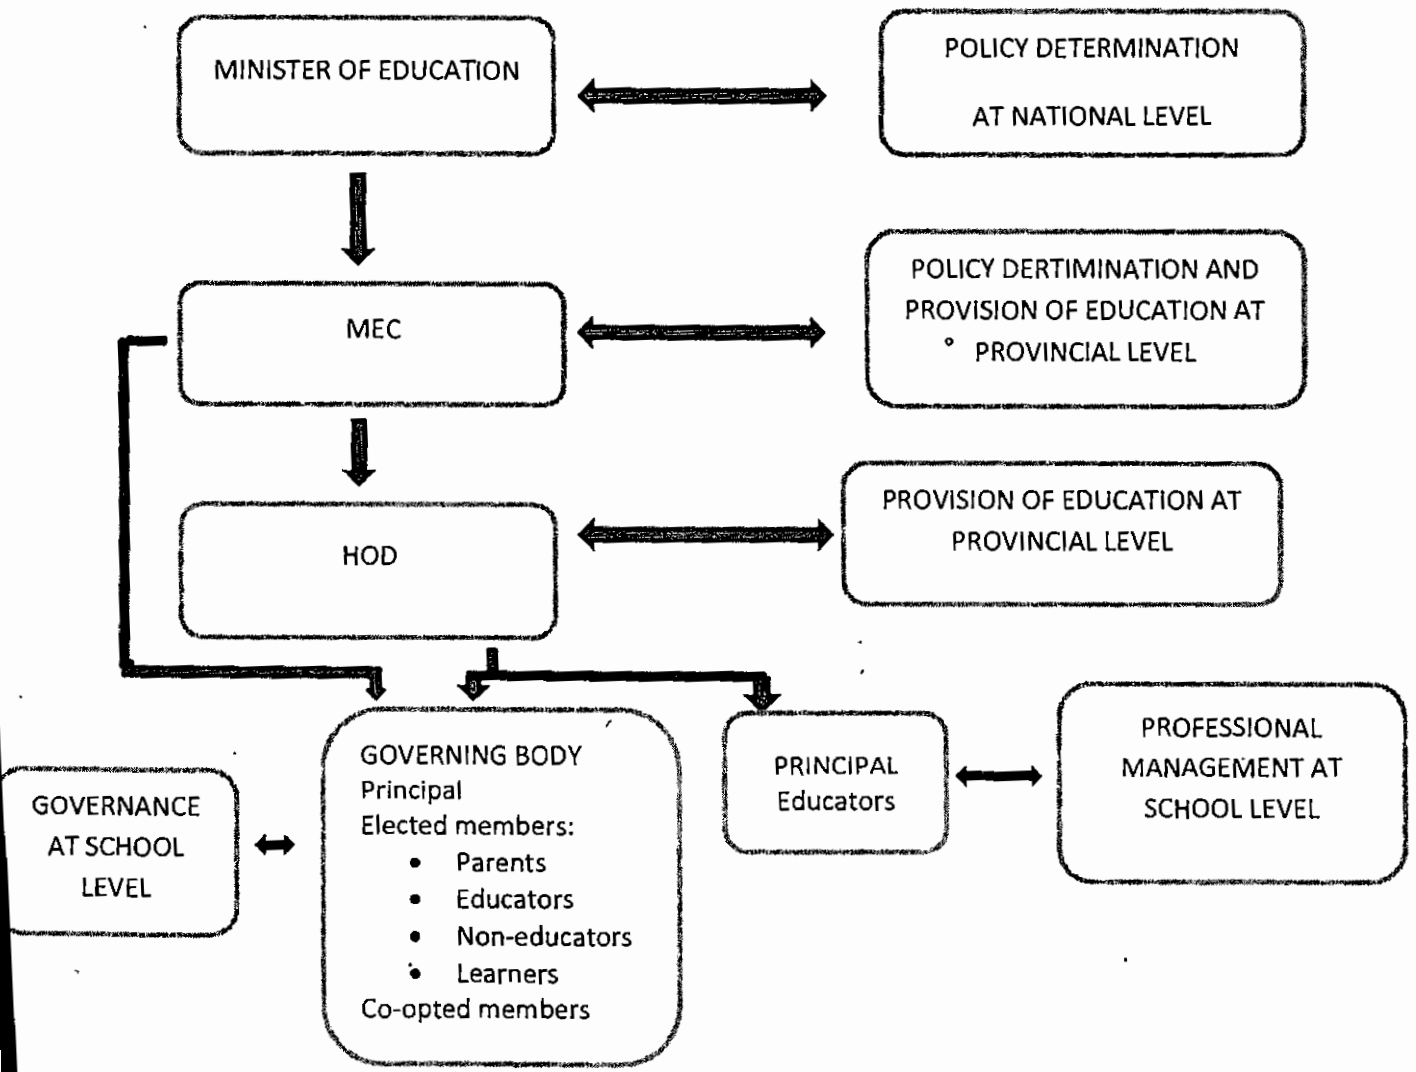 MINISTER OF EDUCATION
POLICY DETERMINATION
AT NATIONAL LEVEL
MEC
POLICY DERTIMINATION AND
PROVISION OF EDUCATION AT
PROVINCIAL LEVEL
HOD
PROVISION OF EDUCATION AT
PROVINCIAL LEVEL
GOVERNANCE
AT SCHOOL
LEVEL
GOVERNING BODY
Principal
Elected members:
• Parents
• Educators
• Non-educators
• Learners
Co-opted members
PRINCIPAL
Educators
PROFESSIONAL
MANAGEMENT AT
SCHOOL LEVEL